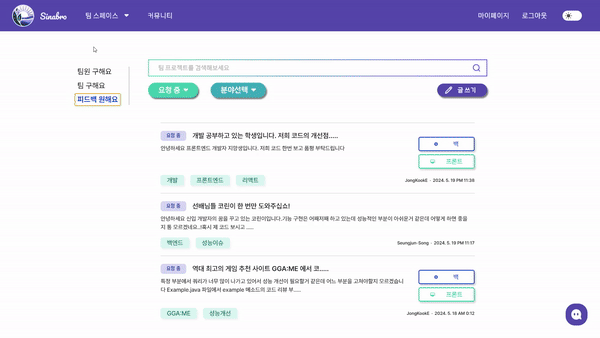 Sinabro
팀 스페이스
커뮤니티
마이페이지
로그아웃
팀원 구해요
팀 구해요
피드백 원해요
팀 프로젝트를 검색해보세요
요청 중
분야선택
글 쓰기
요청 중
개발 공부하고 있는 학생입니다. 저희 코드의 개선점.....
안녕하세요 프론트엔드 개발자 지망생입니다. 저희 코드 한번 보고 품평 부탁드립니다
백
프론트
개발
프론트엔드
리액트
JongKookE · 2024. 5. 19 PM 11:28
요청 중
선배님들 코린이 한 번만 도와주십쇼!
안녕하세요 신입 개발자의 꿈을 꾸고 있는 코린이입니다.기능 구현은 어째저째 하고 있는데 성능적인 부분이 아쉬운거 같은데 어떻게 하면 좋을
지 통 모르겠네요..!혹시 제 코드 보시고 .....
백엔드
성능이슈
Seungjun-Song · 2024. 5. 19 PM 11:17
요청 중
역대 최고의 게임 추천 사이트 GGA:ME 에서 코.....
특정 부분에서 쿼리가 너무 많이 나가고 있어서 성능 개선이 필요할거 같은데 어느 부분을 고쳐야할지 모르겠습니
다 Example.java 파일에서 example 메소드의 코드 리뷰 부.....
백
프론트
GGA:ME
성능개선
JongKookE · 2024. 5. 18 AM 0:12